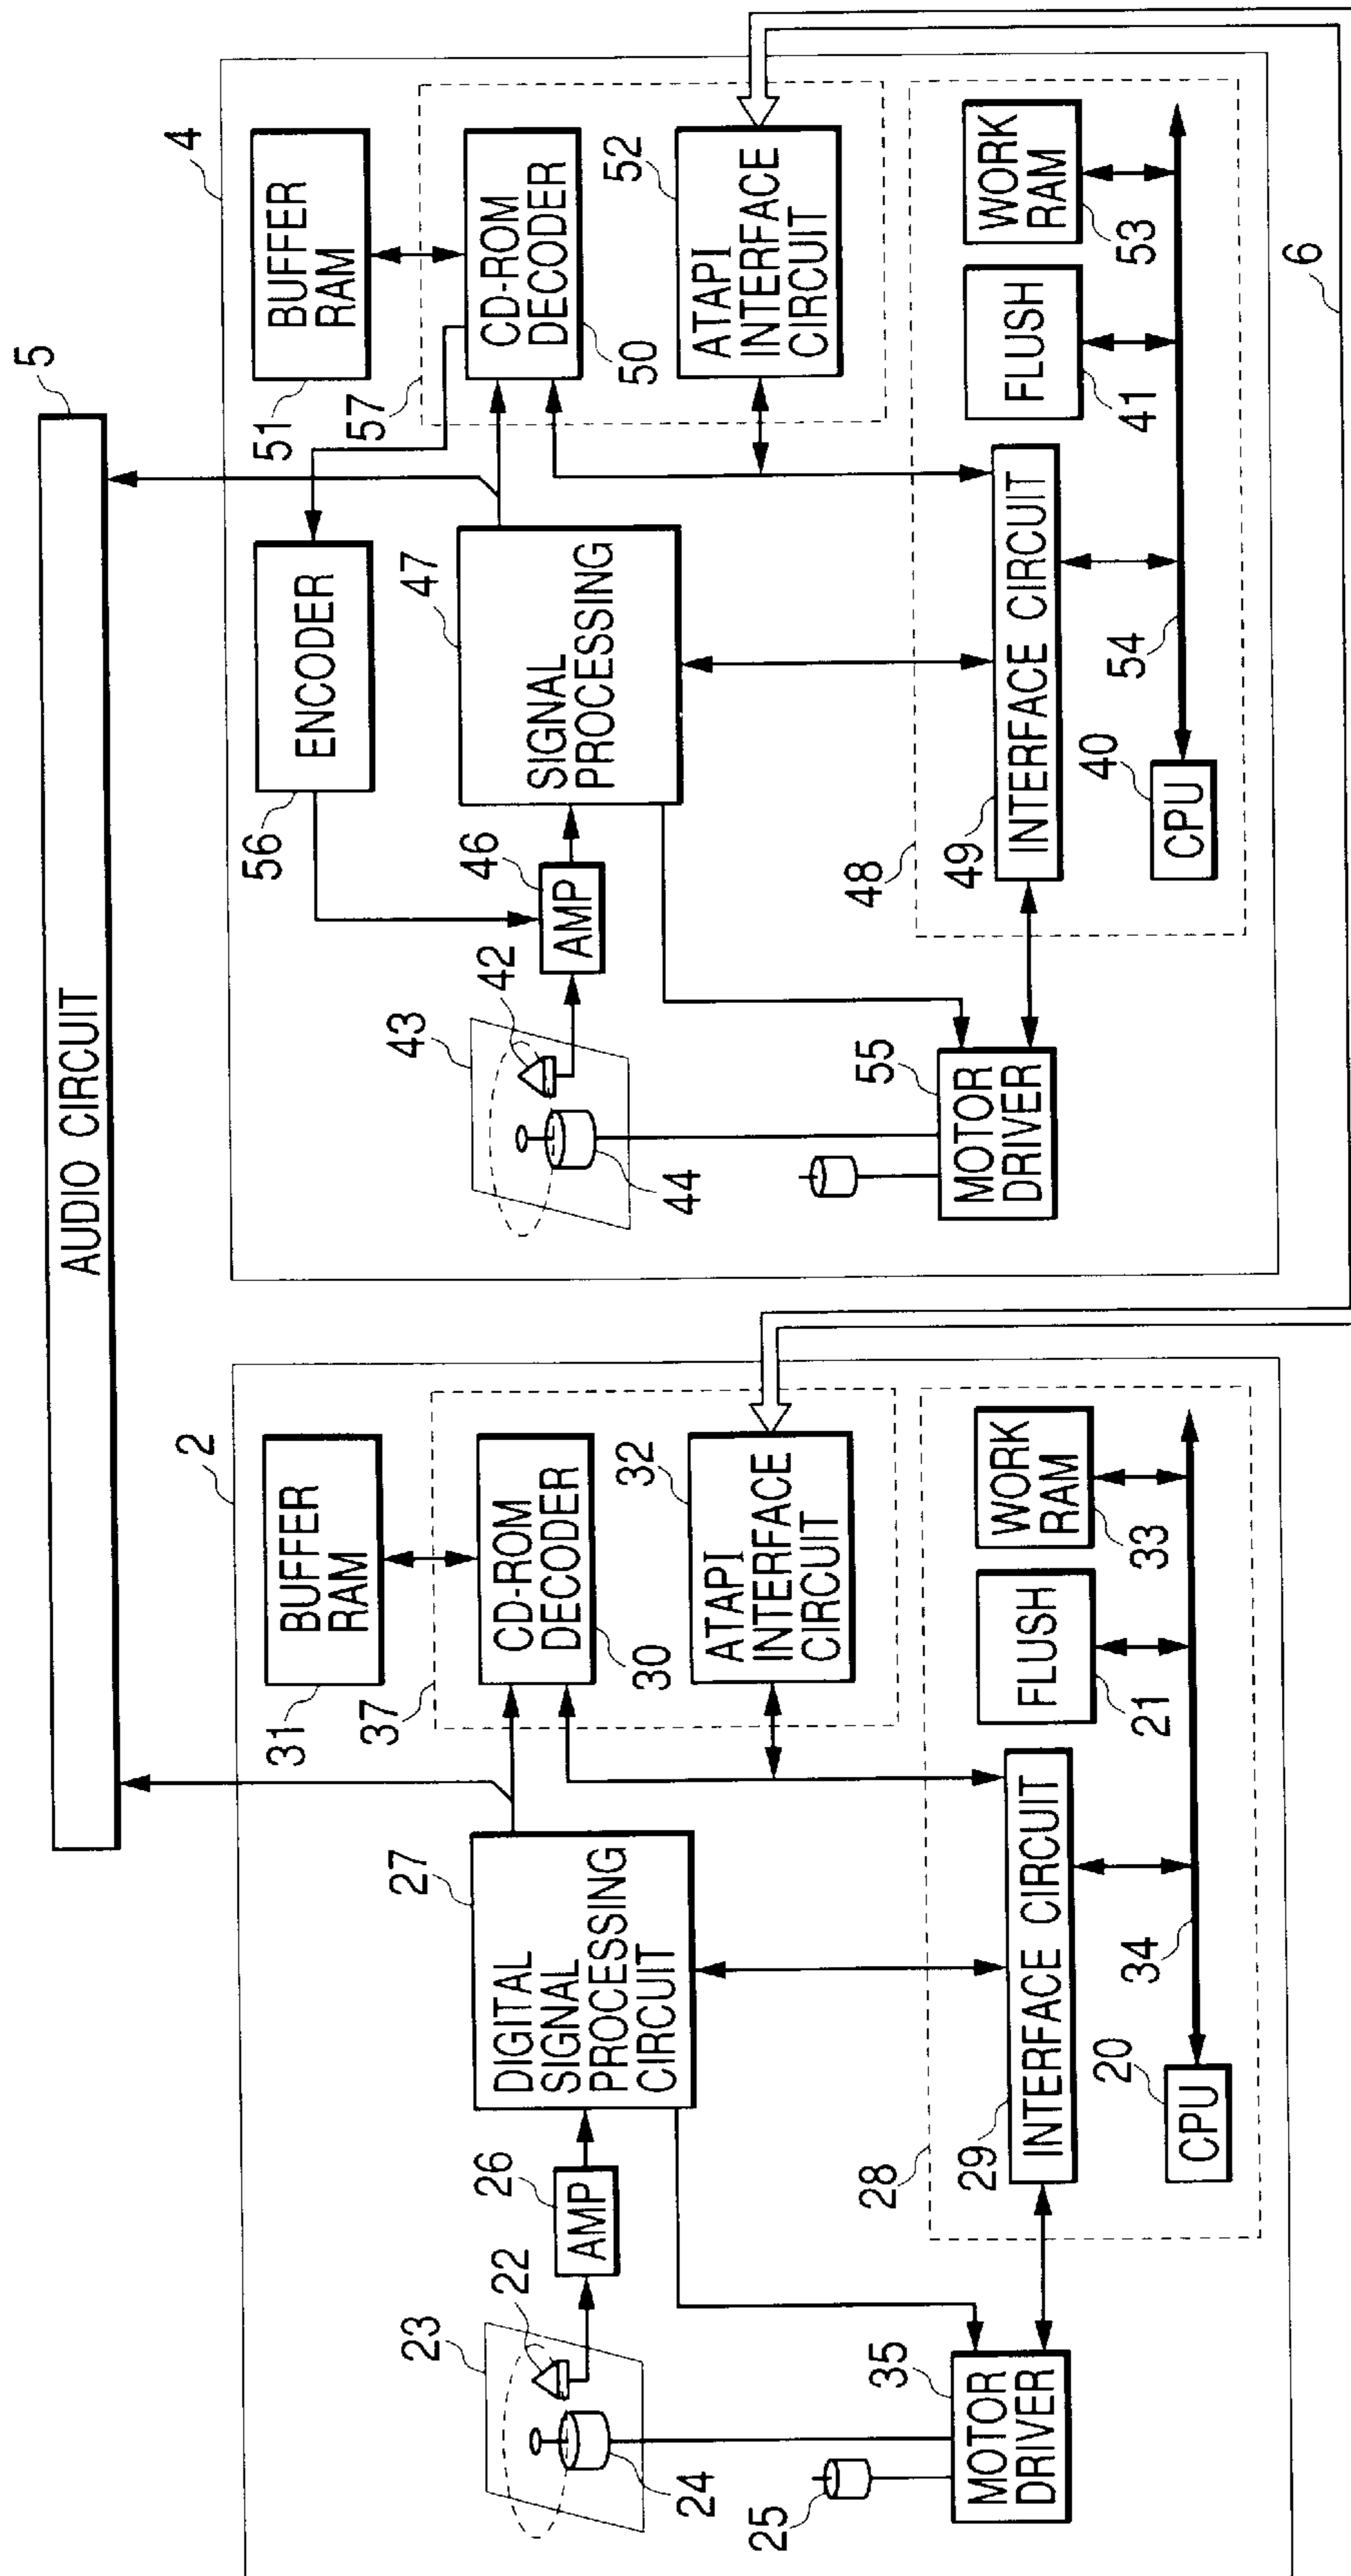 5
AUDIO CIRCUIT
2
BUFFER
RAM
31
37
CD-ROM
DECODER
30
32
ATAPI
INTERFACE
CIRCUIT
27
DIGITAL
SIGNAL
PROCESSING
CIRCUIT
26
AMP
22
23
24
25
35
MOTOR
DRIVER
28
29
INTERFACE CIRCUIT
FLUSH
21
WORK
RAM
33
34
20
CPU
4
BUFFER
RAM
51
57
CD-ROM
DECODER
50
52
ATAPI
INTERFACE
CIRCUIT
ENCODER
56
47
SIGNAL
PROCESSING
46
AMP
42
43
44
55
MOTOR
DRIVER
48
49
INTERFACE CIRCUIT
FLUSH
41
WORK
RAM
53
54
40
CPU
6